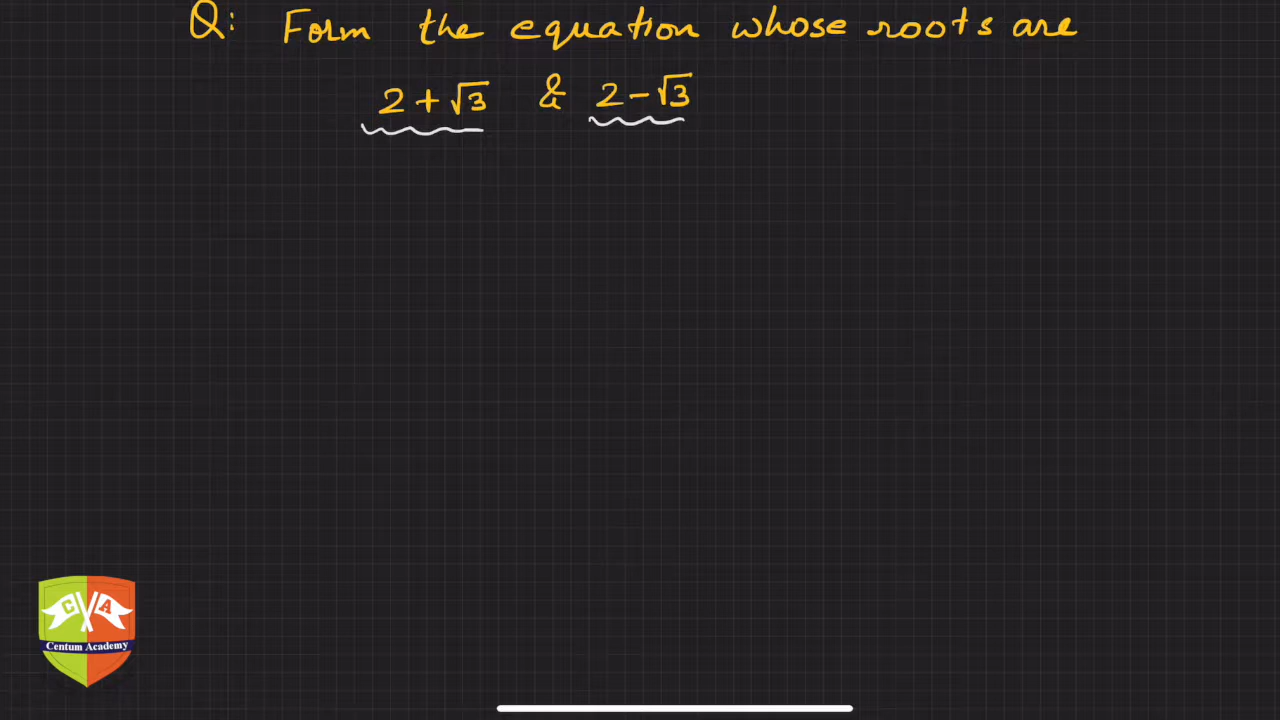 Q: Form the equation whose roots are
2 + √3 & 2 - √3
C A
Centum Academy